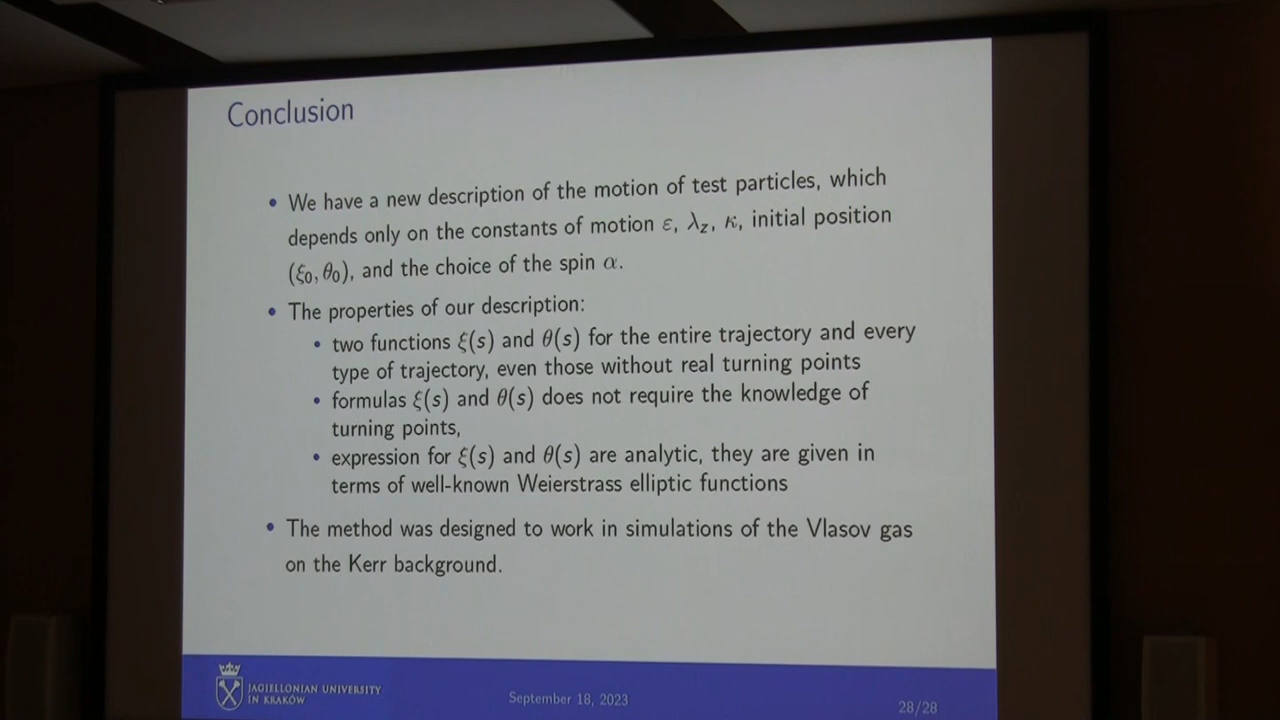 Conclusion
• We have a new description of the motion of test particles, which
depends only on the constants of motion ε, λz, κ, initial position
(ξ0, θ0), and the choice of the spin α.
• The properties of our description:
• two functions ξ(s) and θ(s) for the entire trajectory and every
type of trajectory, even those without real turning points
• formulas ξ(s) and θ(s) does not require the knowledge of
turning points,
• expression for ξ(s) and θ(s) are analytic, they are given in
terms of well-known Weierstrass elliptic functions
• The method was designed to work in simulations of the Vlasov gas
on the Kerr background.
JAGIELLONIAN UNIVERSITY
IN KRAKÓW
September 18, 2023
28/28